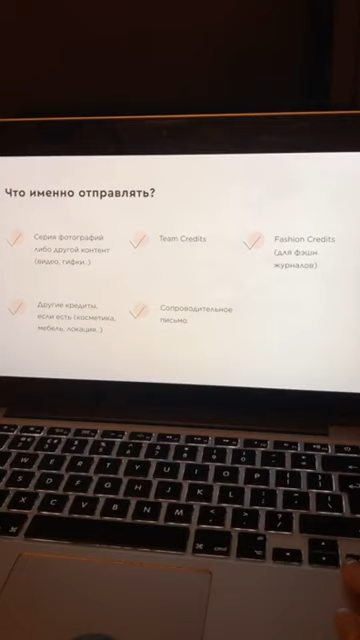 Что именно отправлять?
Серия фотографий
либо другой контент
(видео, гифки..)
Team Credits
Fashion Credits
(для фэшн
журналов)
Другие кредиты,
если есть (косметика,
мебель, локация..)
Сопроводительное
письмо
W E R T Y U I O P
S D F G H J K L
X C V B N M
cmd